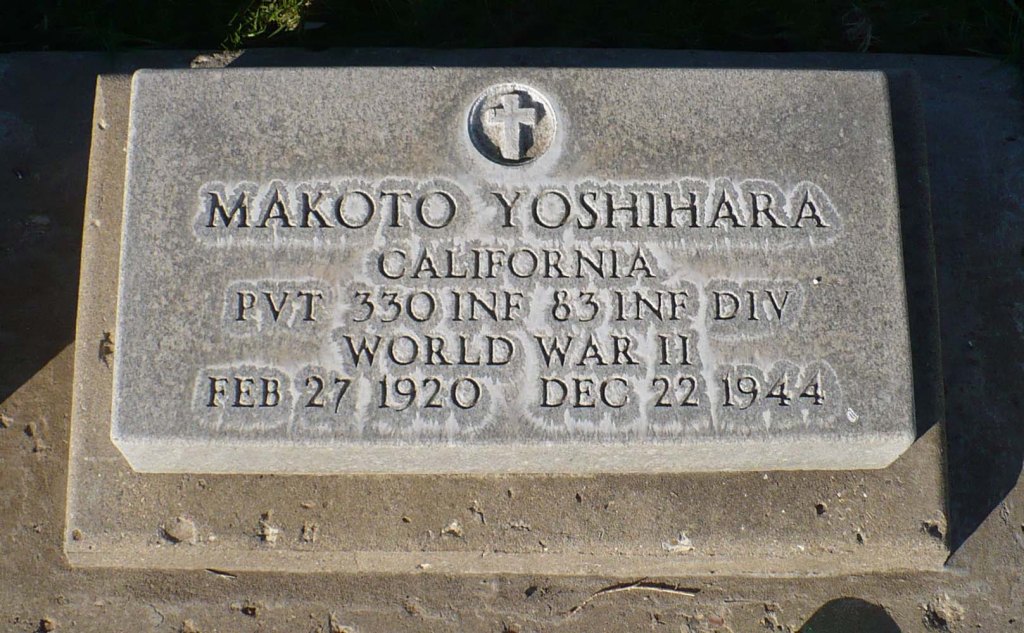 MAKOTO YOSHIHARA
CALIFORNIA
PVT 330 INF 83 INF DIV
WORLD WAR II
FEB 27 1920 DEC 22 1944